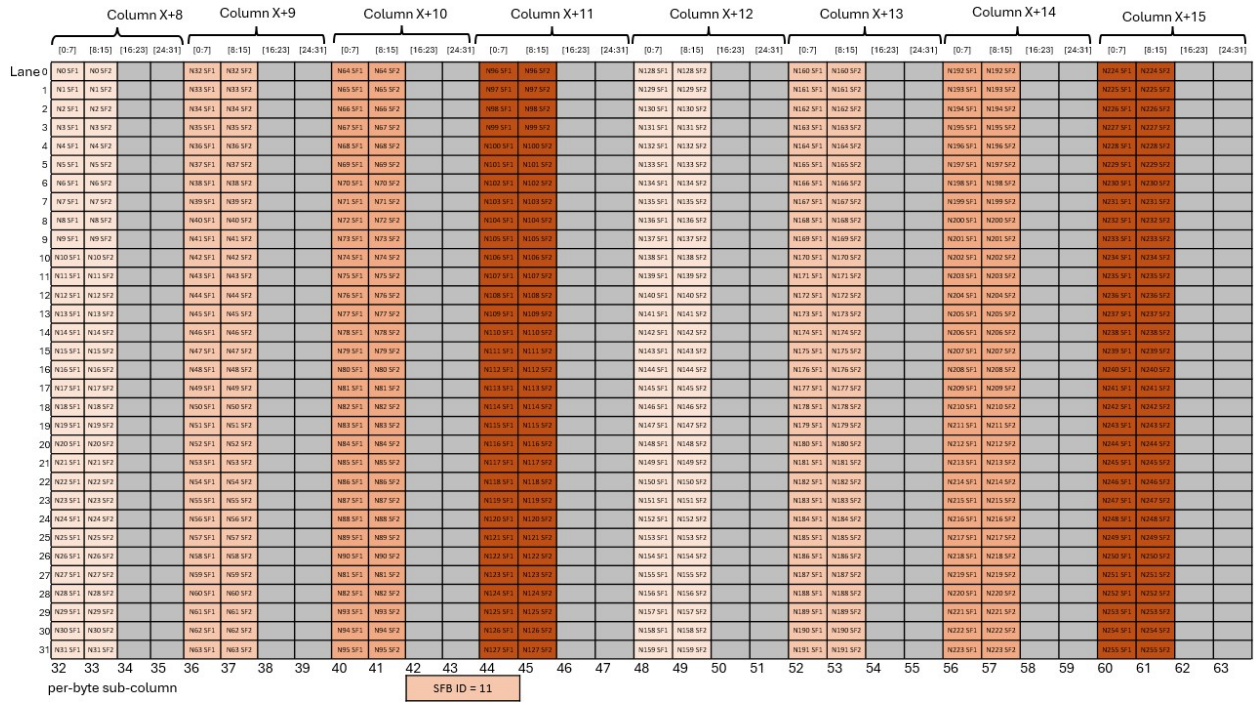 Column X+8 Column X+9 Column X+10 Column X+11 Column X+12 Column X+13 Column X+14 Column X+15
[0:7] [8:15] [16:23] [24:31] [0:7] [8:15] [16:23] [24:31] [0:7] [8:15] [16:23] [24:31] [0:7] [8:15] [16:23] [24:31] [0:7] [8:15] [16:23] [24:31] [0:7] [8:15] [16:23] [24:31] [0:7] [8:15] [16:23] [24:31] [0:7] [8:15] [16:23] [24:31]
Lane 0 N0 SF1 N0 SF2 N32 SF1 N32 SF2 N64 SF1 N64 SF2 N96 SF1 N96 SF2 N128 SF1 N128 SF2 N160 SF1 N160 SF2 N192 SF1 N192 SF2 N224 SF1 N224 SF2
1 N1 SF1 N1 SF2 N33 SF1 N33 SF2 N65 SF1 N65 SF2 N97 SF1 N97 SF2 N129 SF1 N129 SF2 N161 SF1 N161 SF2 N193 SF1 N193 SF2 N225 SF1 N225 SF2
2 N2 SF1 N2 SF2 N34 SF1 N34 SF2 N66 SF1 N66 SF2 N98 SF1 N98 SF2 N130 SF1 N130 SF2 N162 SF1 N162 SF2 N194 SF1 N194 SF2 N226 SF1 N226 SF2
3 N3 SF1 N3 SF2 N35 SF1 N35 SF2 N67 SF1 N67 SF2 N99 SF1 N99 SF2 N131 SF1 N131 SF2 N163 SF1 N163 SF2 N195 SF1 N195 SF2 N227 SF1 N227 SF2
4 N4 SF1 N4 SF2 N36 SF1 N36 SF2 N68 SF1 N68 SF2 N100 SF1 N100 SF2 N132 SF1 N132 SF2 N164 SF1 N164 SF2 N196 SF1 N196 SF2 N228 SF1 N228 SF2
5 N5 SF1 N5 SF2 N37 SF1 N37 SF2 N69 SF1 N69 SF2 N101 SF1 N101 SF2 N133 SF1 N133 SF2 N165 SF1 N165 SF2 N197 SF1 N197 SF2 N229 SF1 N229 SF2
6 N6 SF1 N6 SF2 N38 SF1 N38 SF2 N70 SF1 N70 SF2 N102 SF1 N102 SF2 N134 SF1 N134 SF2 N166 SF1 N166 SF2 N198 SF1 N198 SF2 N230 SF1 N230 SF2
7 N7 SF1 N7 SF2 N39 SF1 N39 SF2 N71 SF1 N71 SF2 N103 SF1 N103 SF2 N135 SF1 N135 SF2 N167 SF1 N167 SF2 N199 SF1 N199 SF2 N231 SF1 N231 SF2
8 N8 SF1 N8 SF2 N40 SF1 N40 SF2 N72 SF1 N72 SF2 N104 SF1 N104 SF2 N136 SF1 N136 SF2 N168 SF1 N168 SF2 N200 SF1 N200 SF2 N232 SF1 N232 SF2
9 N9 SF1 N9 SF2 N41 SF1 N41 SF2 N73 SF1 N73 SF2 N105 SF1 N105 SF2 N137 SF1 N137 SF2 N169 SF1 N169 SF2 N201 SF1 N201 SF2 N233 SF1 N233 SF2
10 N10 SF1 N10 SF2 N42 SF1 N42 SF2 N74 SF1 N74 SF2 N106 SF1 N106 SF2 N138 SF1 N138 SF2 N170 SF1 N170 SF2 N202 SF1 N202 SF2 N234 SF1 N234 SF2
11 N11 SF1 N11 SF2 N43 SF1 N43 SF2 N75 SF1 N75 SF2 N107 SF1 N107 SF2 N139 SF1 N139 SF2 N171 SF1 N171 SF2 N203 SF1 N203 SF2 N235 SF1 N235 SF2
12 N12 SF1 N12 SF2 N44 SF1 N44 SF2 N76 SF1 N76 SF2 N108 SF1 N108 SF2 N140 SF1 N140 SF2 N172 SF1 N172 SF2 N204 SF1 N204 SF2 N236 SF1 N236 SF2
13 N13 SF1 N13 SF2 N45 SF1 N45 SF2 N77 SF1 N77 SF2 N109 SF1 N109 SF2 N141 SF1 N141 SF2 N173 SF1 N173 SF2 N205 SF1 N205 SF2 N237 SF1 N237 SF2
14 N14 SF1 N14 SF2 N46 SF1 N46 SF2 N78 SF1 N78 SF2 N110 SF1 N110 SF2 N142 SF1 N142 SF2 N174 SF1 N174 SF2 N206 SF1 N206 SF2 N238 SF1 N238 SF2
15 N15 SF1 N15 SF2 N47 SF1 N47 SF2 N79 SF1 N79 SF2 N111 SF1 N111 SF2 N143 SF1 N143 SF2 N175 SF1 N175 SF2 N207 SF1 N207 SF2 N239 SF1 N239 SF2
16 N16 SF1 N16 SF2 N48 SF1 N48 SF2 N80 SF1 N80 SF2 N112 SF1 N112 SF2 N144 SF1 N144 SF2 N176 SF1 N176 SF2 N208 SF1 N208 SF2 N240 SF1 N240 SF2
17 N17 SF1 N17 SF2 N49 SF1 N49 SF2 N81 SF1 N81 SF2 N113 SF1 N113 SF2 N145 SF1 N145 SF2 N177 SF1 N177 SF2 N209 SF1 N209 SF2 N241 SF1 N241 SF2
18 N18 SF1 N18 SF2 N50 SF1 N50 SF2 N82 SF1 N82 SF2 N114 SF1 N114 SF2 N146 SF1 N146 SF2 N178 SF1 N178 SF2 N210 SF1 N210 SF2 N242 SF1 N242 SF2
19 N19 SF1 N19 SF2 N51 SF1 N51 SF2 N83 SF1 N83 SF2 N115 SF1 N115 SF2 N147 SF1 N147 SF2 N179 SF1 N179 SF2 N211 SF1 N211 SF2 N243 SF1 N243 SF2
20 N20 SF1 N20 SF2 N52 SF1 N52 SF2 N84 SF1 N84 SF2 N116 SF1 N116 SF2 N148 SF1 N148 SF2 N180 SF1 N180 SF2 N212 SF1 N212 SF2 N244 SF1 N244 SF2
21 N21 SF1 N21 SF2 N53 SF1 N53 SF2 N85 SF1 N85 SF2 N117 SF1 N117 SF2 N149 SF1 N149 SF2 N181 SF1 N181 SF2 N213 SF1 N213 SF2 N245 SF1 N245 SF2
22 N22 SF1 N22 SF2 N54 SF1 N54 SF2 N86 SF1 N86 SF2 N118 SF1 N118 SF2 N150 SF1 N150 SF2 N182 SF1 N182 SF2 N214 SF1 N214 SF2 N246 SF1 N246 SF2
23 N23 SF1 N23 SF2 N55 SF1 N55 SF2 N87 SF1 N87 SF2 N119 SF1 N119 SF2 N151 SF1 N151 SF2 N183 SF1 N183 SF2 N215 SF1 N215 SF2 N247 SF1 N247 SF2
24 N24 SF1 N24 SF2 N56 SF1 N56 SF2 N88 SF1 N88 SF2 N120 SF1 N120 SF2 N152 SF1 N152 SF2 N184 SF1 N184 SF2 N216 SF1 N216 SF2 N248 SF1 N248 SF2
25 N25 SF1 N25 SF2 N57 SF1 N57 SF2 N89 SF1 N89 SF2 N121 SF1 N121 SF2 N153 SF1 N153 SF2 N185 SF1 N185 SF2 N217 SF1 N217 SF2 N249 SF1 N249 SF2
26 N26 SF1 N26 SF2 N58 SF1 N58 SF2 N90 SF1 N90 SF2 N122 SF1 N122 SF2 N154 SF1 N154 SF2 N186 SF1 N186 SF2 N218 SF1 N218 SF2 N250 SF1 N250 SF2
27 N27 SF1 N27 SF2 N59 SF1 N59 SF2 N81 SF1 N81 SF2 N123 SF1 N123 SF2 N155 SF1 N155 SF2 N187 SF1 N187 SF2 N219 SF1 N219 SF2 N251 SF1 N251 SF2
28 N28 SF1 N28 SF2 N60 SF1 N60 SF2 N82 SF1 N82 SF2 N124 SF1 N124 SF2 N156 SF1 N156 SF2 N188 SF1 N188 SF2 N220 SF1 N220 SF2 N252 SF1 N252 SF2
29 N29 SF1 N29 SF2 N61 SF1 N61 SF2 N93 SF1 N93 SF2 N125 SF1 N125 SF2 N157 SF1 N157 SF2 N189 SF1 N189 SF2 N221 SF1 N221 SF2 N253 SF1 N253 SF2
30 N30 SF1 N30 SF2 N62 SF1 N62 SF2 N94 SF1 N94 SF2 N126 SF1 N126 SF2 N158 SF1 N158 SF2 N190 SF1 N190 SF2 N222 SF1 N222 SF2 N254 SF1 N254 SF2
31 N31 SF1 N31 SF2 N63 SF1 N63 SF2 N95 SF1 N95 SF2 N127 SF1 N127 SF2 N159 SF1 N159 SF2 N191 SF1 N191 SF2 N223 SF1 N223 SF2 N255 SF1 N255 SF2
32 33 34 35 36 37 38 39 40 41 42 43 44 45 46 47 48 49 50 51 52 53 54 55 56 57 58 59 60 61 62 63
per-byte sub-column
SFB ID = 11